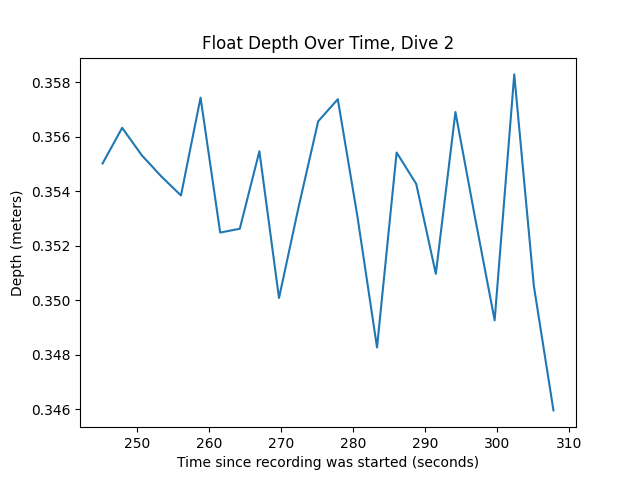 Float Depth Over Time, Dive 2
0.358
0.356
0.354
0.352
0.350
0.348
0.346
Depth (meters)
250 260 270 280 290 300 310
Time since recording was started (seconds)